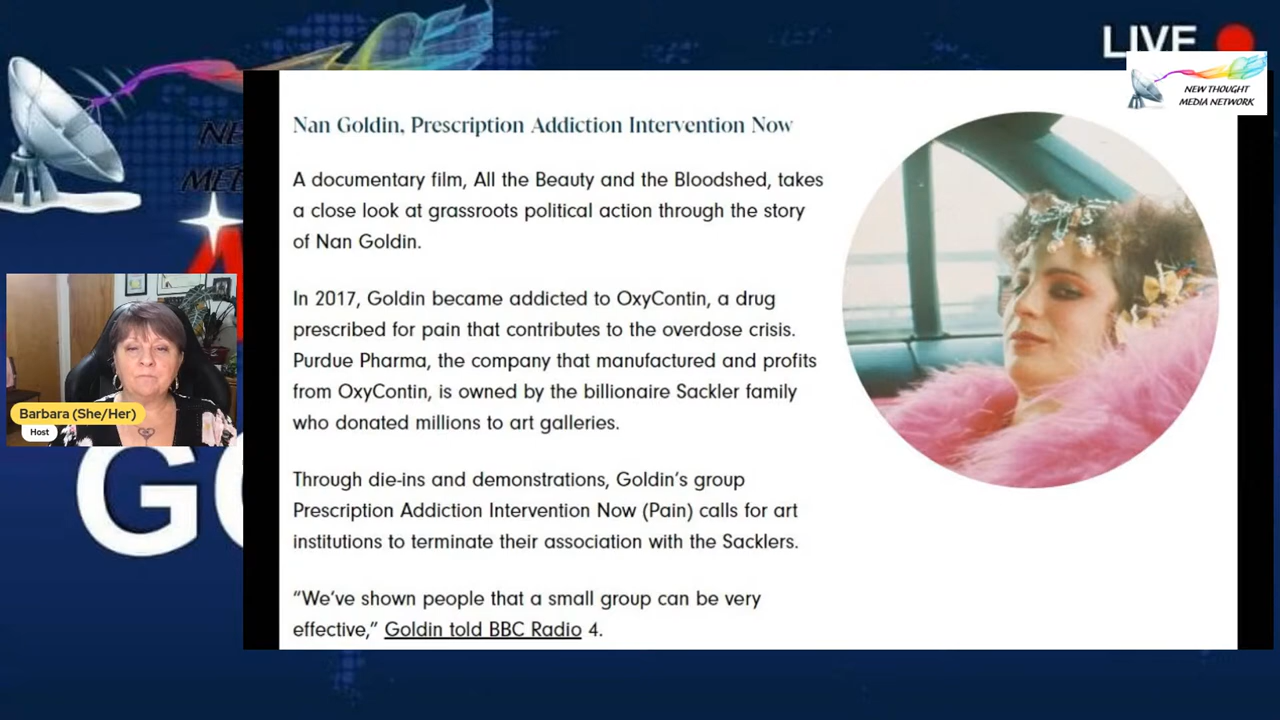 LIVE
NEW THOUGHT
MEDIA NETWORK
Nan Goldin, Prescription Addiction Intervention Now
A documentary film, All the Beauty and the Bloodshed, takes
a close look at grassroots political action through the story
of Nan Goldin.
In 2017, Goldin became addicted to OxyContin, a drug
prescribed for pain that contributes to the overdose crisis.
Purdue Pharma, the company that manufactured and profits
from OxyContin, is owned by the billionaire Sackler family
who donated millions to art galleries.
Through die-ins and demonstrations, Goldin’s group
Prescription Addiction Intervention Now (Pain) calls for art
institutions to terminate their association with the Sacklers.
“We’ve shown people that a small group can be very
effective,” Goldin told BBC Radio 4.
Barbara (She/Her)
Host